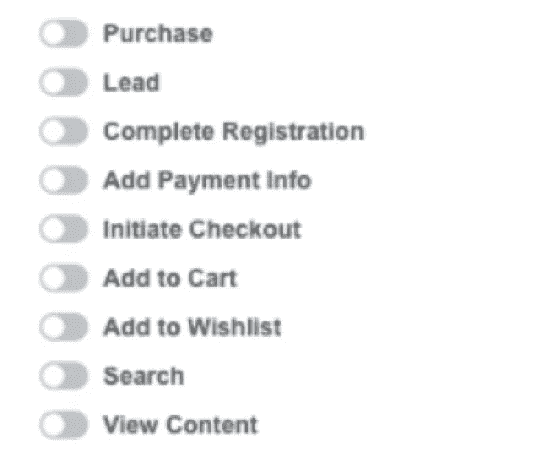 Purchase
Lead
Complete Registration
Add Payment Info
Initiate Checkout
Add to Cart
Add to Wishlist
Search
View Content